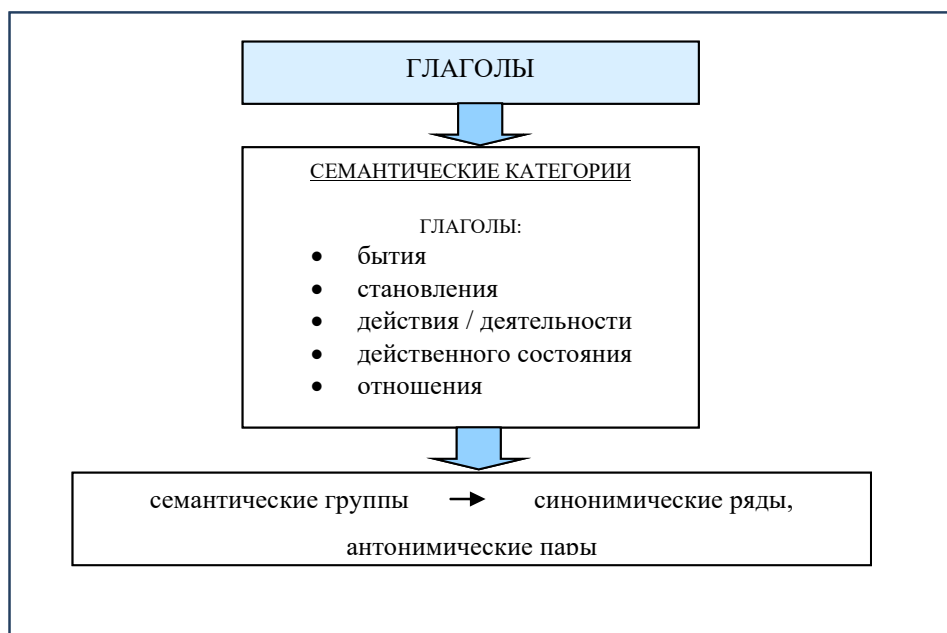 ГЛАГОЛЫ
СЕМАНТИЧЕСКИЕ КАТЕГОРИИ
ГЛАГОЛЫ:
• бытия
• становления
• действия / деятельности
• действенного состояния
• отношения
семантические группы → синонимические ряды,
антонимические пары